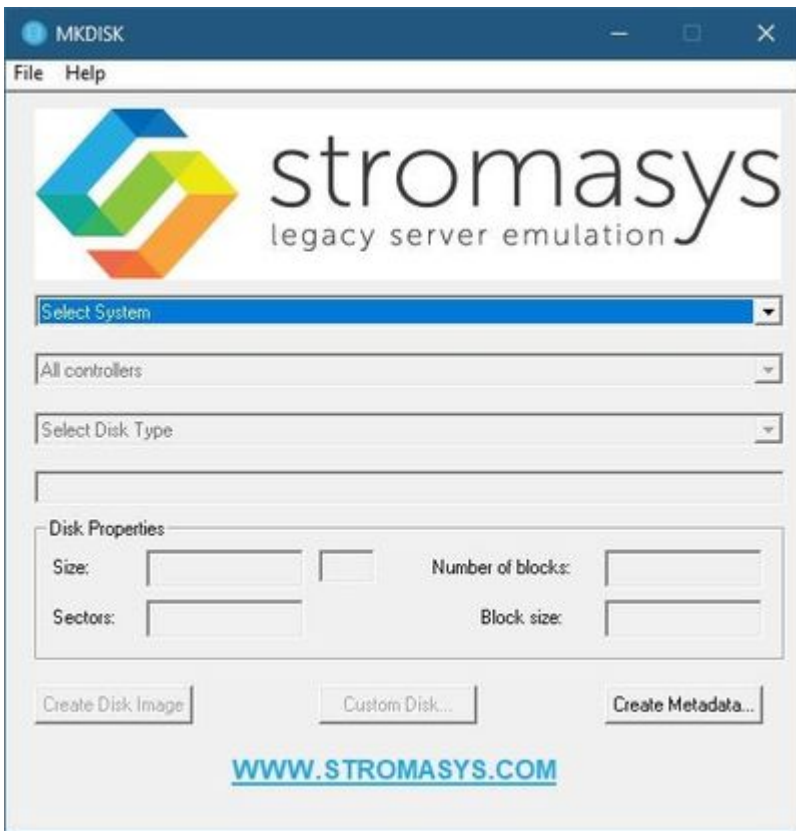 MKDISK
File Help
stromasys
legacy server emulation
Select System
All controllers
Select Disk Type
Disk Properties
Size: Number of blocks:
Sectors: Block size:
Create Disk Image Custom Disk... Create Metadata...
WWW.STROMASYS.COM